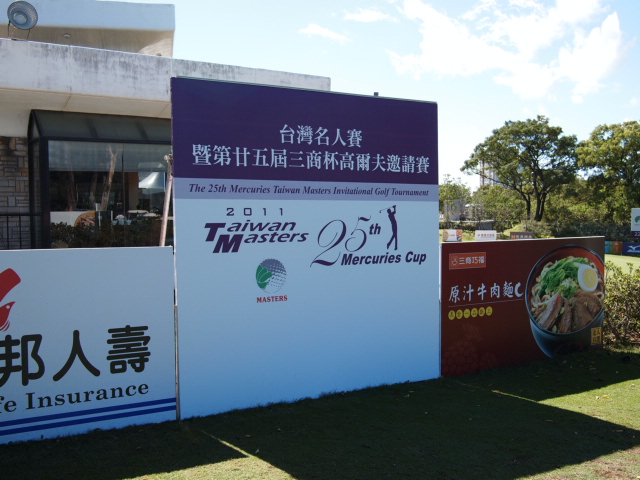 台灣名人賽
暨第廿五屆三商杯高爾夫邀請賽
The 25th Mercuries Taiwan Masters Invitational Golf Tournament
2011
Taiwan
Masters
25th
Mercuries Cup
MASTERS
邦人壽
fe Insurance
三商巧福
原汁牛肉麵